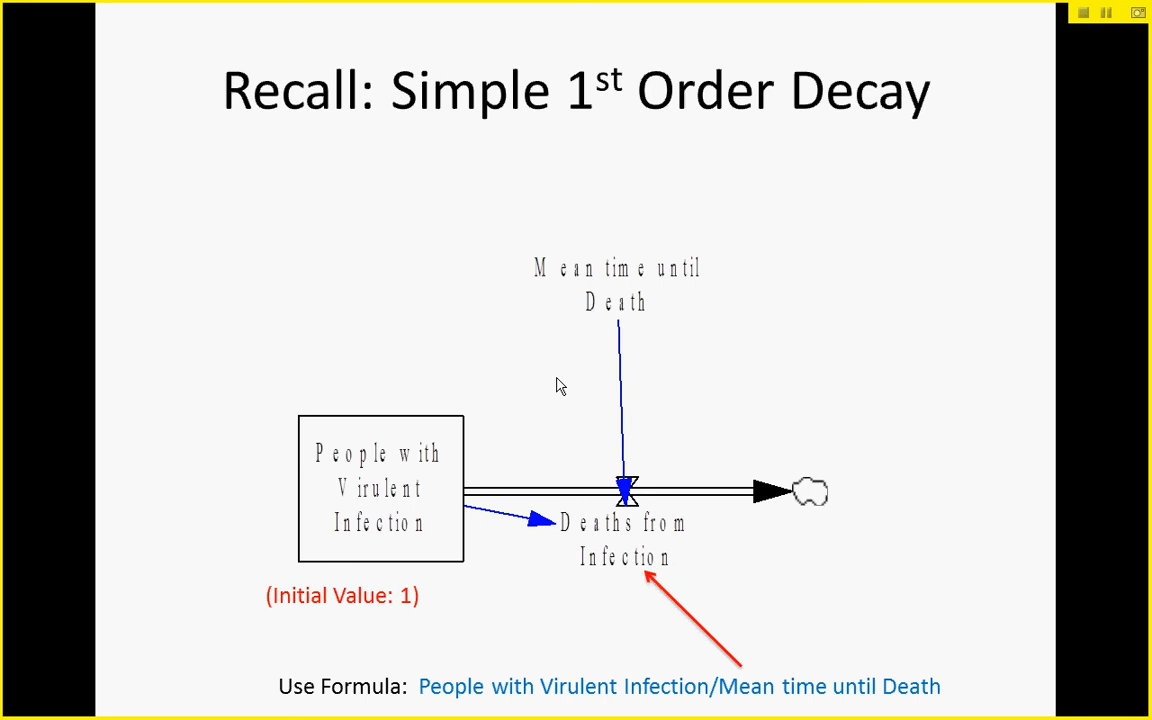 Recall: Simple 1st Order Decay
Mean time until
Death
People with
Virulent
Infection
Deaths from
Infection
(Initial Value: 1)
Use Formula: People with Virulent Infection/Mean time until Death